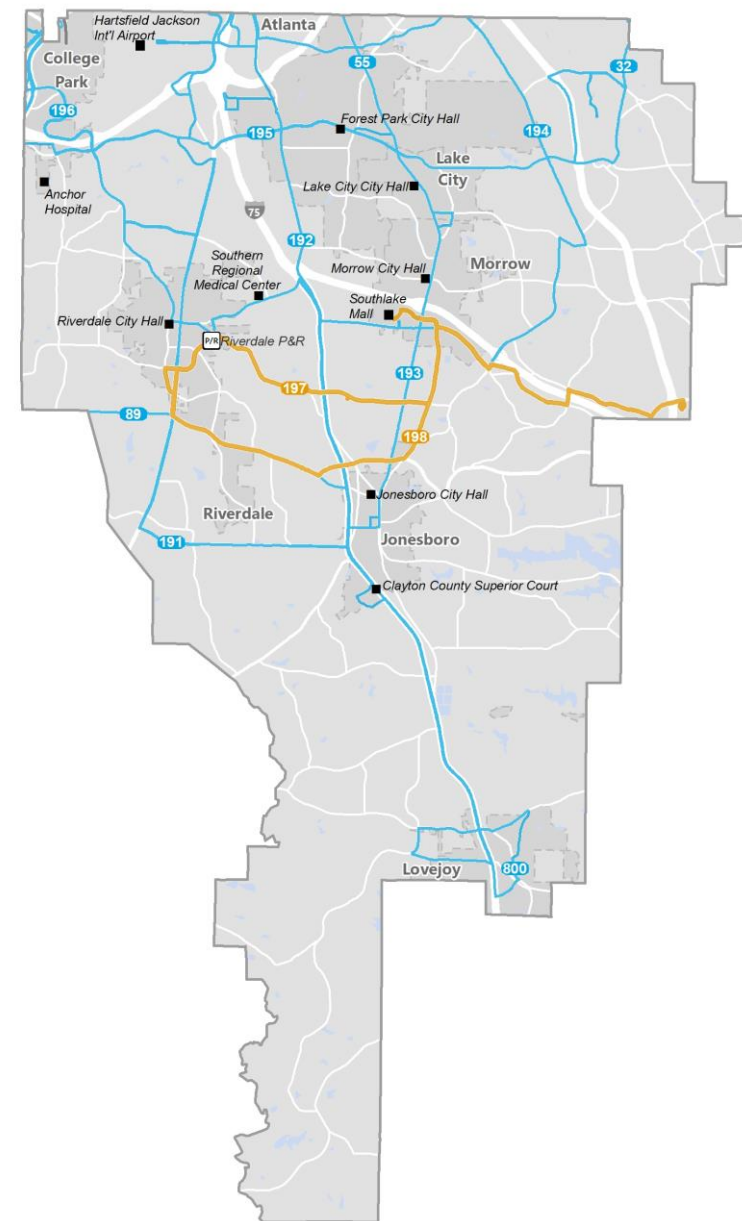 Hartsfield Jackson
Int'l Airport
Atlanta
College
Park
55
32
196
Forest Park City Hall
195
194
Lake
City
Lake City City Hall
Anchor
Hospital
75
192
Southern
Regional
Medical Center
Morrow City Hall
Morrow
Southlake
Mall
Riverdale City Hall
P/R
Riverdale P&R
193
197
89
198
Jonesboro City Hall
Riverdale
191
Jonesboro
Clayton County Superior Court
Lovejoy
800